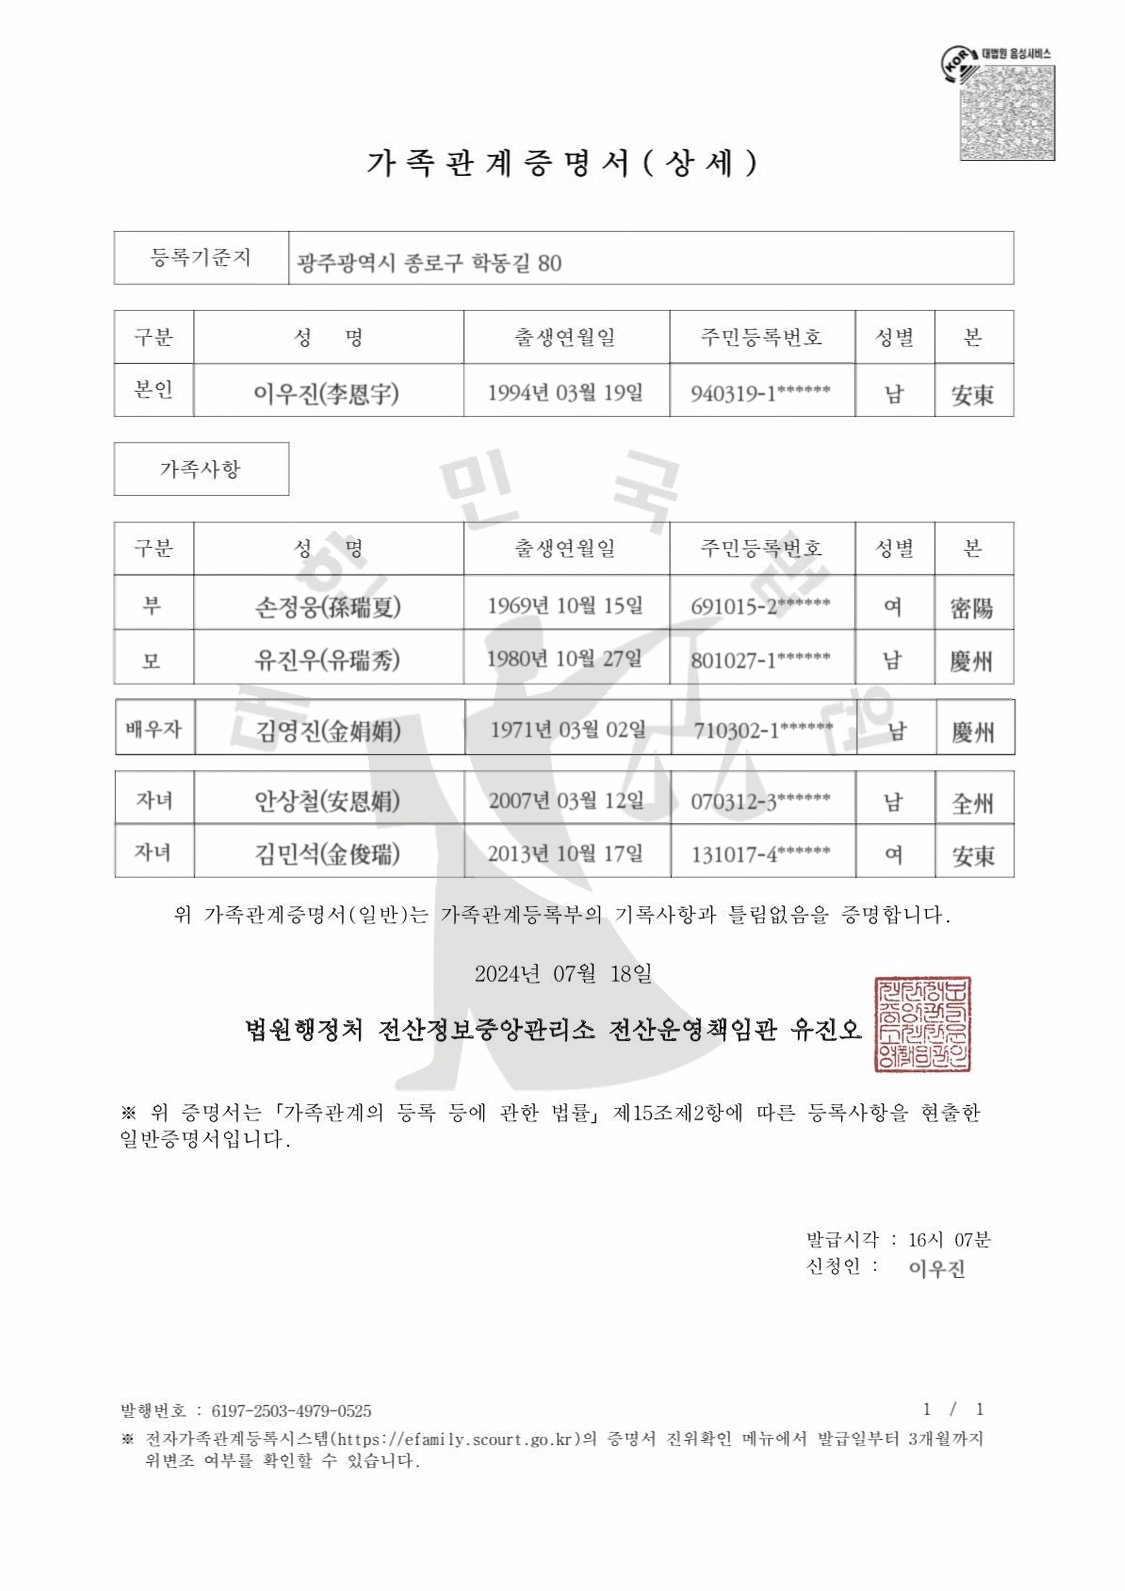 대법원 음성서비스
KOR
가족관계증명서(상세)
등록기준지 광주광역시 종로구 학동길 80
구분 성 명 출생연월일 주민등록번호 성별 본
본인 이우진(李恩宇) 1994년 03월 19일 940319-1****** 남 安東
가족사항
구분 성 명 출생연월일 주민등록번호 성별 본
부 손정웅(孫瑞夏) 1969년 10월 15일 691015-2****** 여 密陽
모 유진우(유瑞秀) 1980년 10월 27일 801027-1****** 남 慶州
배우자 김영진(金娟娟) 1971년 03월 02일 710302-1****** 남 慶州
자녀 안상철(安恩娟) 2007년 03월 12일 070312-3****** 남 全州
자녀 김민석(金俊瑞) 2013년 10월 17일 131017-4****** 여 安東
대한민국법원
위 가족관계증명서(일반)는 가족관계등록부의 기록사항과 틀림없음을 증명합니다.
2024년 07월 18일
법원행정처 전산정보중앙관리소 전산운영책임관 유진오
※ 위 증명서는「가족관계의 등록 등에 관한 법률」제15조제2항에 따른 등록사항을 현출한
일반증명서입니다.
발급시각 : 16시 07분
신청인 : 이우진
발행번호 : 6197-2503-4979-0525
1 / 1
※ 전자가족관계등록시스템(https://efamily.scourt.go.kr)의 증명서 진위확인 메뉴에서 발급일부터 3개월까지
위변조 여부를 확인할 수 있습니다.